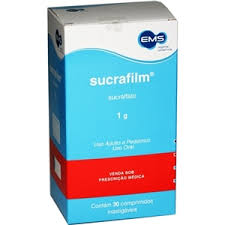 EMS
sucrafilm®
sucralfato
1 g
Uso Adulto e Pediátrico
Uso Oral
VENDA SOB
PRESCRIÇÃO MÉDICA
Contém 30 comprimidos
mastigáveis